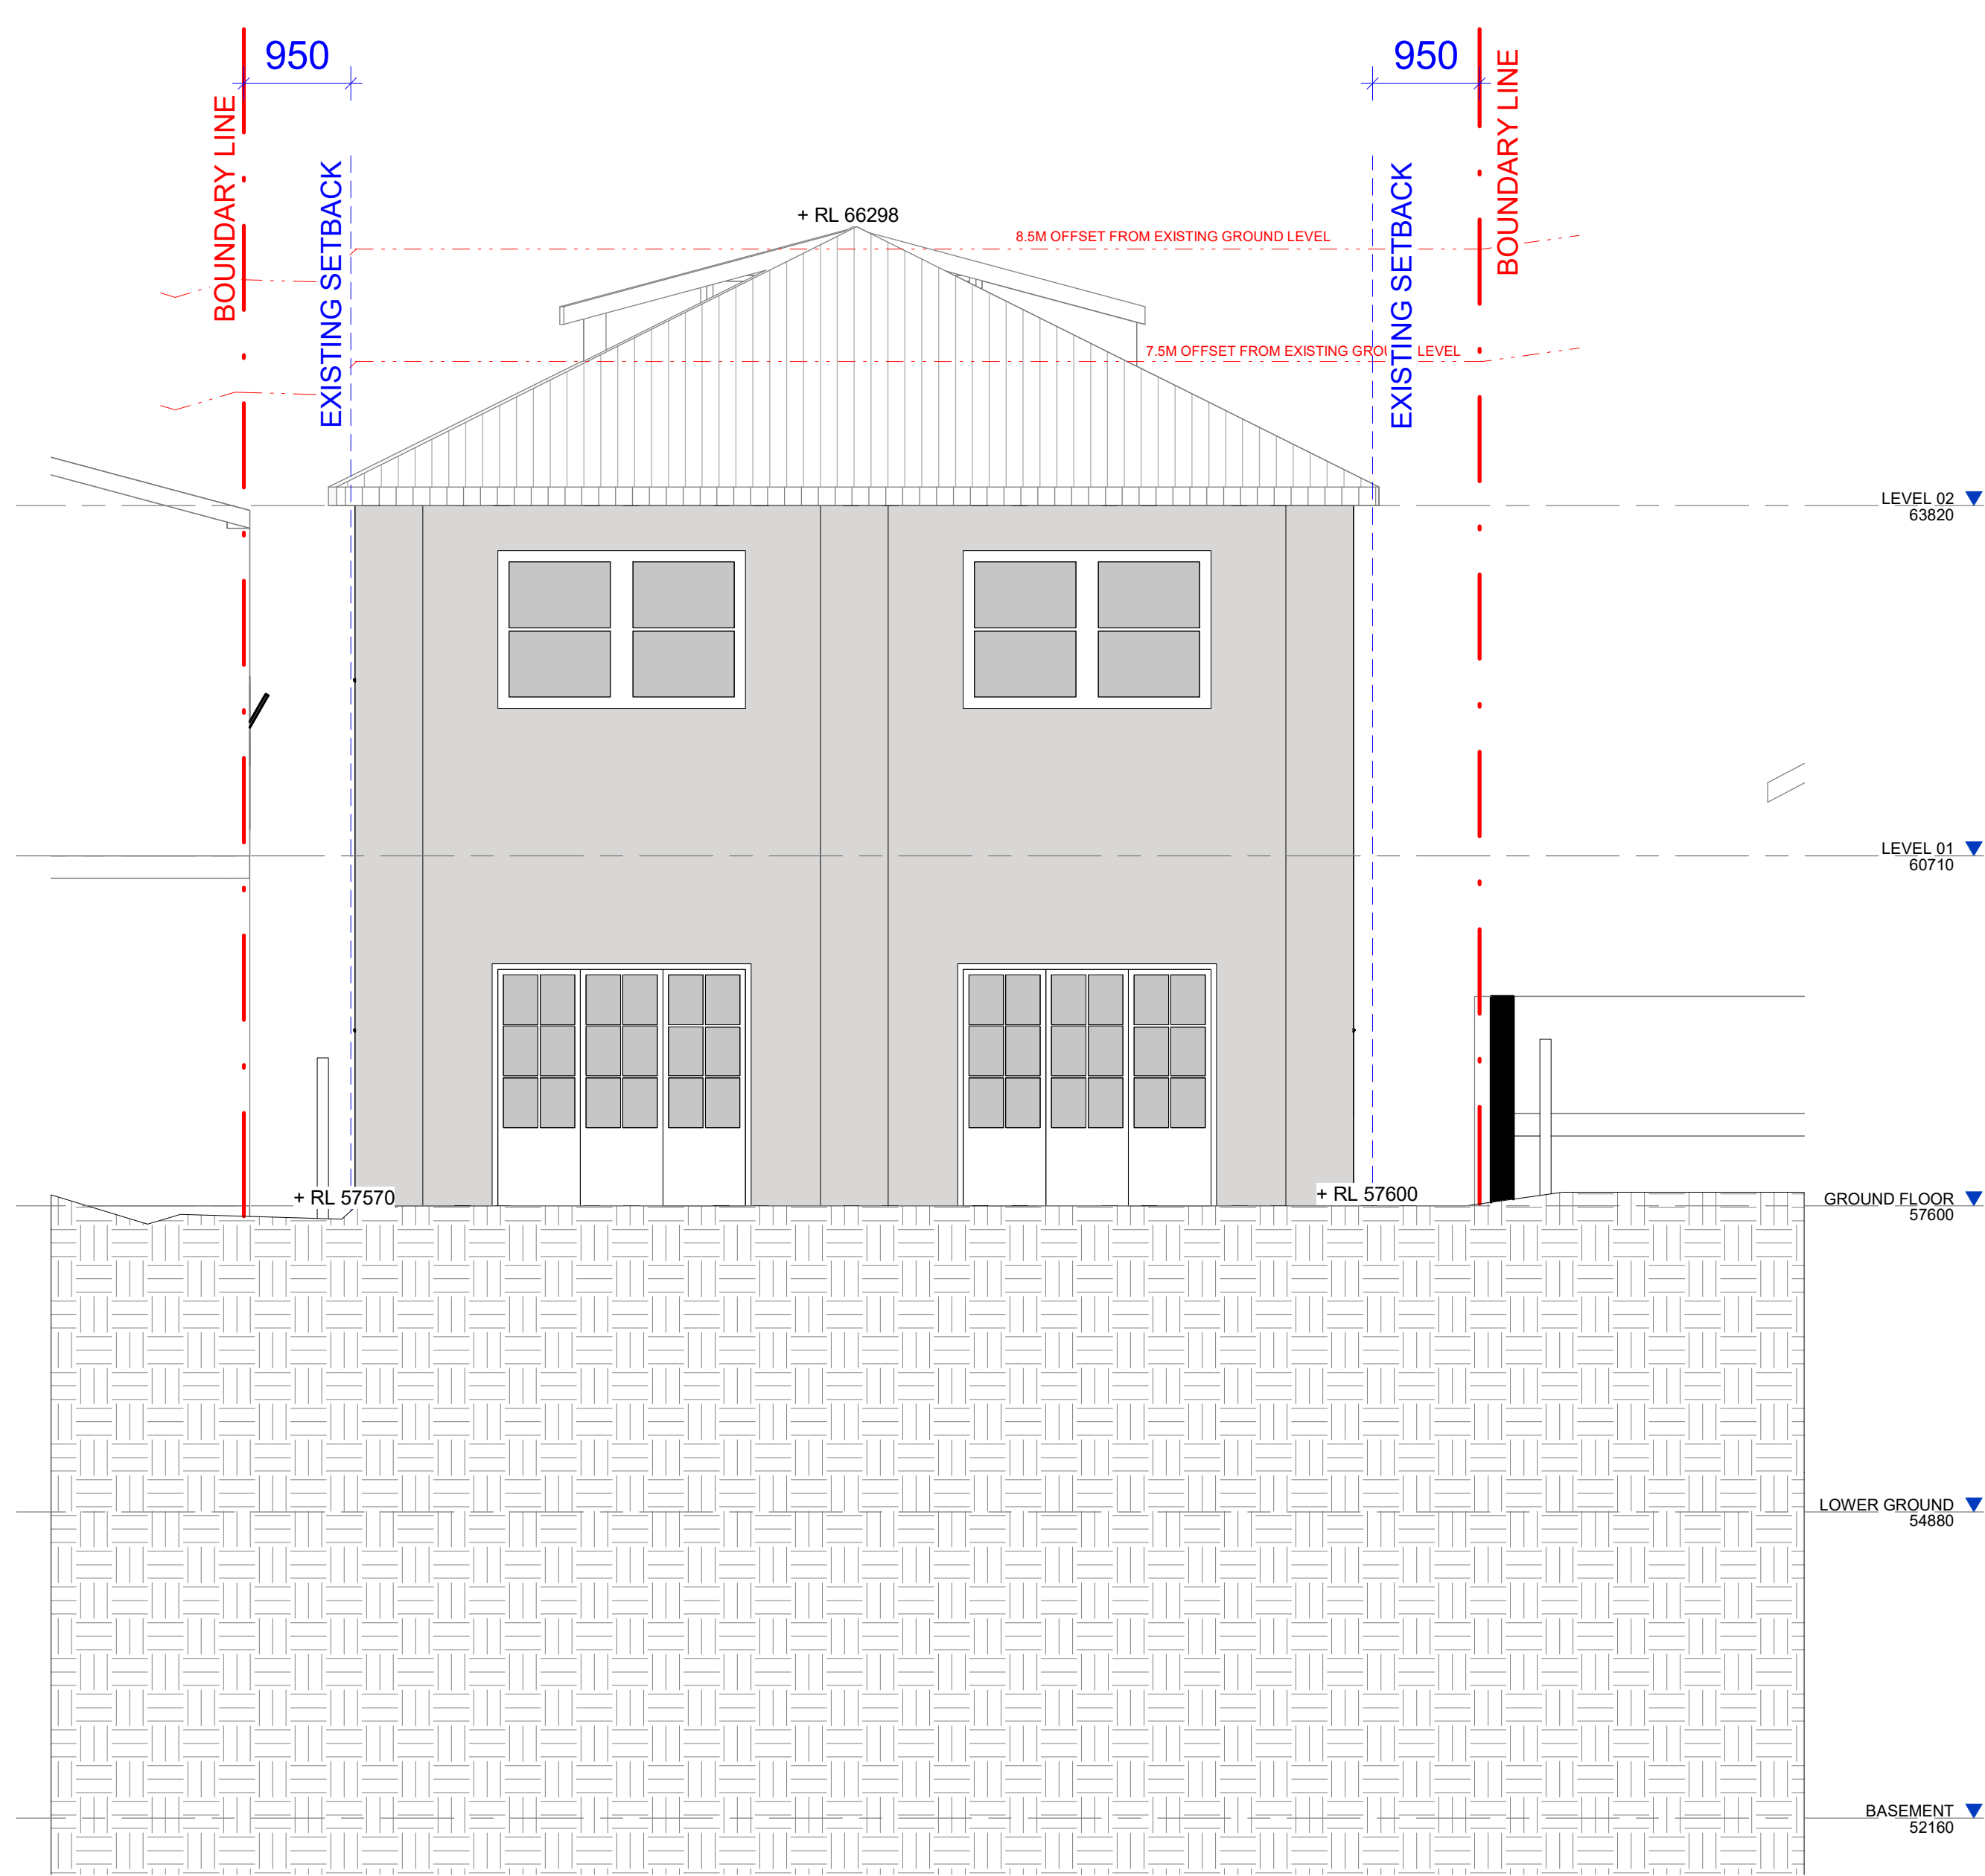 950
950
BOUNDARY LINE
EXISTING SETBACK
EXISTING SETBACK
BOUNDARY LINE
+ RL 66298
8.5M OFFSET FROM EXISTING GROUND LEVEL
7.5M OFFSET FROM EXISTING GROU LEVEL
LEVEL 02
63820
LEVEL 01
60710
+ RL 57570
+ RL 57600
GROUND FLOOR
57600
LOWER GROUND
54880
BASEMENT
52160